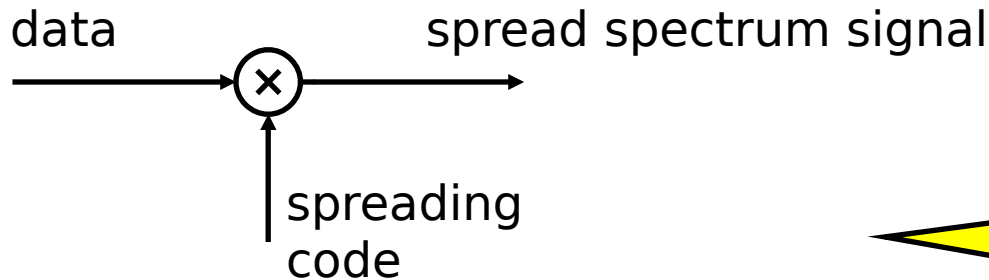 data
spread spectrum signal
×
spreading
code